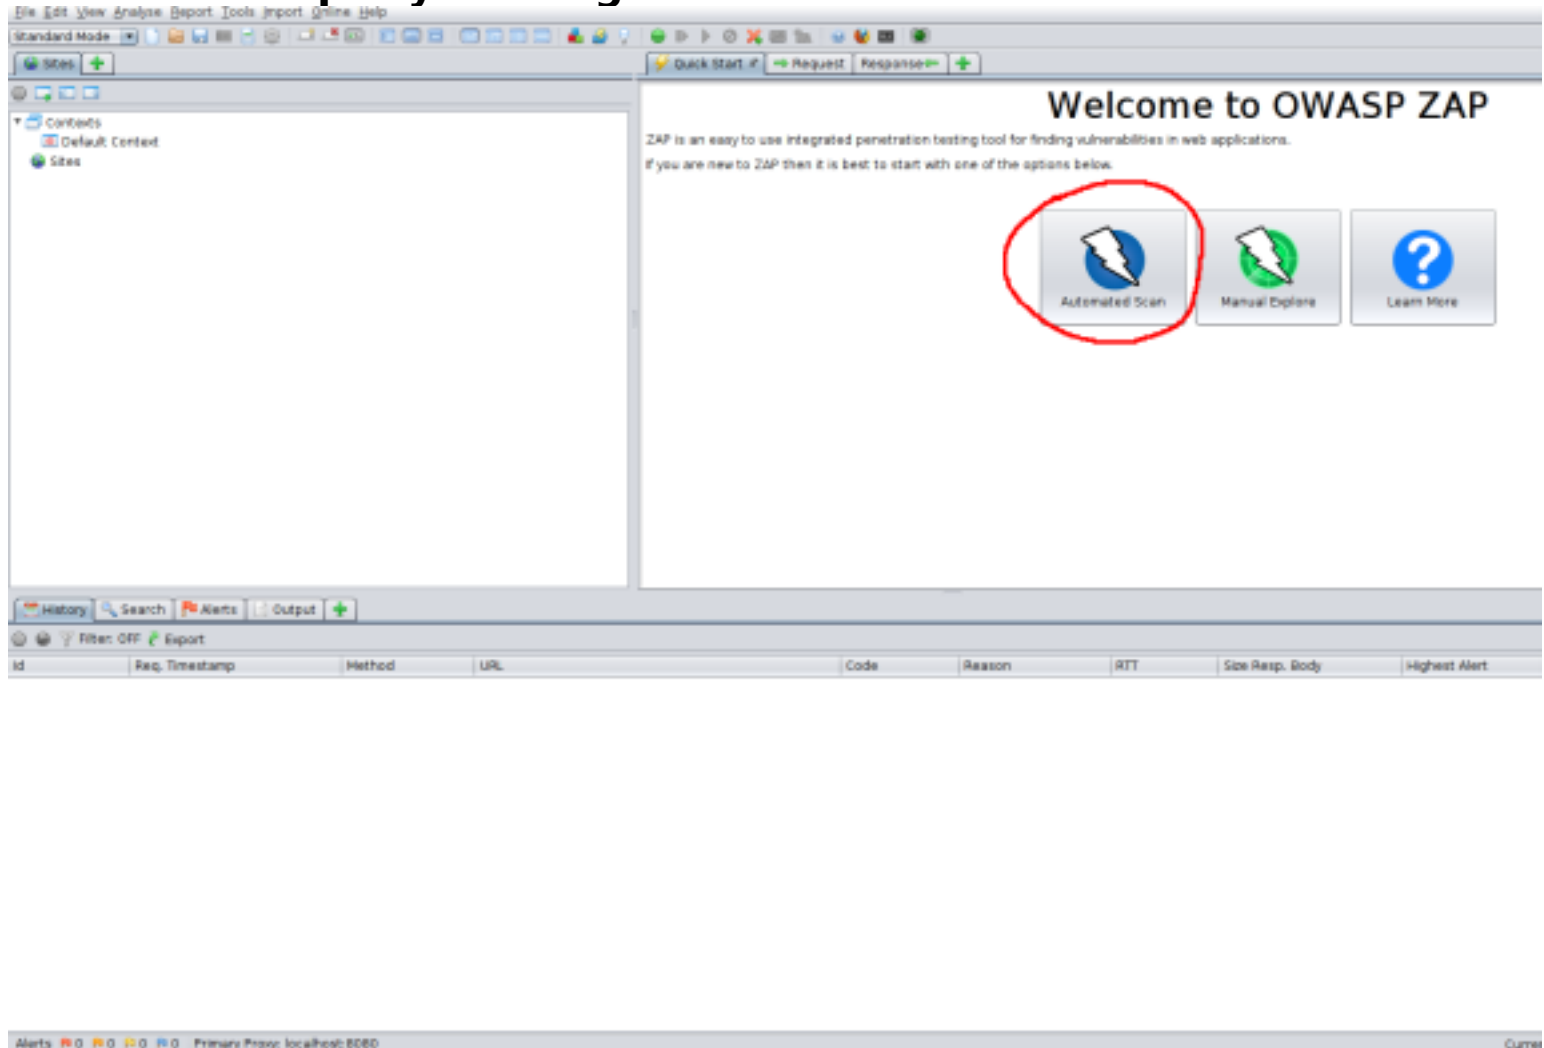 File Edit View Analyse Report Tools Import Online Help
Standard Mode
Sites
Quick Start Request Response
Contexts
Default Context
Sites
Welcome to OWASP ZAP
ZAP is an easy to use integrated penetration testing tool for finding vulnerabilities in web applications.
If you are new to ZAP then it is best to start with one of the options below.
Automated Scan Manual Explore Learn More
History Search Alerts Output
Filter: OFF Export
Id Req. Timestamp Method URL Code Reason RTT Size Resp. Body Highest Alert
Alerts 0 0 0 0 Primary Proxy: localhost:8080